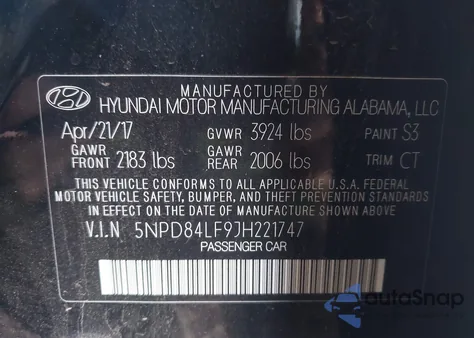 MANUFACTURED BY
HYUNDAI MOTOR MANUFACTURING ALABAMA, LLC
Apr/21/17 GVWR 3924 lbs PAINT S3
GAWR FRONT 2183 lbs GAWR REAR 2006 lbs TRIM CT
THIS VEHICLE CONFORMS TO ALL APPLICABLE U.S.A. FEDERAL
MOTOR VEHICLE SAFETY, BUMPER, AND THEFT PREVENTION STANDARDS
IN EFFECT ON THE DATE OF MANUFACTURE SHOWN ABOVE.
V.I.N 5NPD84LF9JH221747
PASSENGER CAR
autoSnap